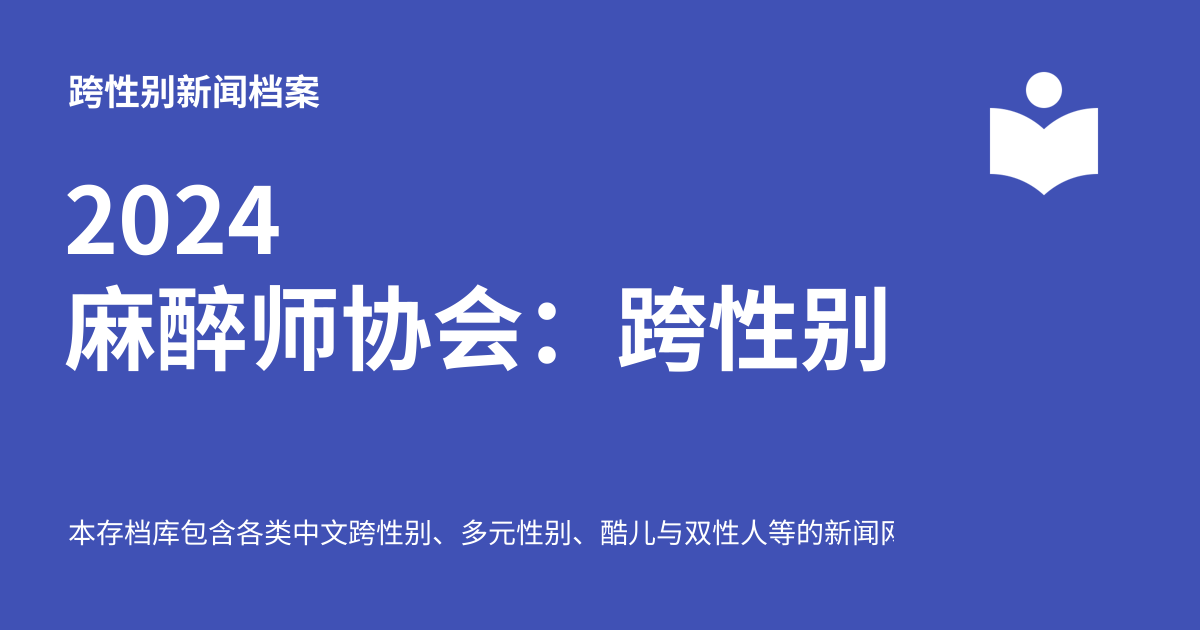 跨性别新闻档案
2024
麻醉师协会：跨性别
本存档库包含各类中文跨性别、多元性别、酷儿与双性人等的新闻网